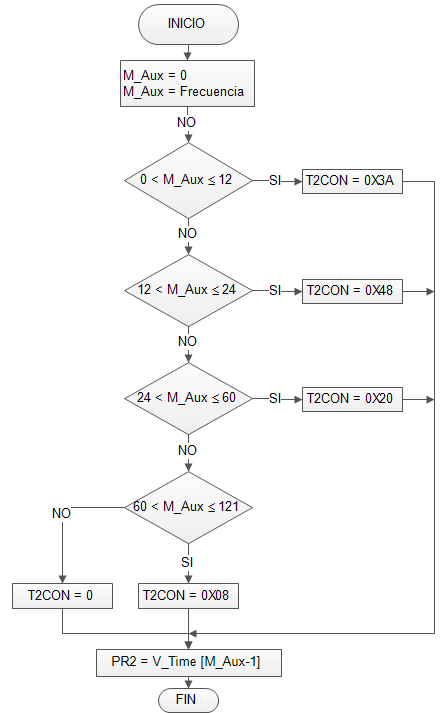 INICIO
M_Aux = 0
M_Aux = Frecuencia
NO
0 < M_Aux ≤ 12
SI
T2CON = 0X3A
NO
12 < M_Aux ≤ 24
SI
T2CON = 0X48
NO
24 < M_Aux ≤ 60
SI
T2CON = 0X20
NO
60 < M_Aux ≤ 121
NO
SI
T2CON = 0
T2CON = 0X08
PR2 = V_Time [M_Aux-1]
FIN